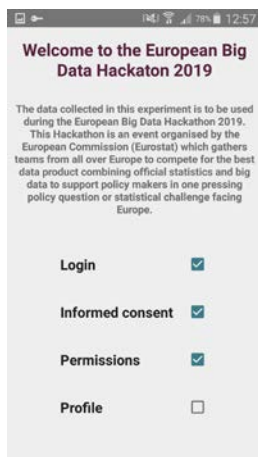 78% 12:57
Welcome to the European Big
Data Hackaton 2019
The data collected in this experiment is to be used
during the European Big Data Hackathon 2019.
This Hackathon is an event organised by the
European Commission (Eurostat) which gathers
teams from all over Europe to compete for the best
data product combining official statistics and big
data to support policy makers in one pressing
policy question or statistical challenge facing
Europe.
Login
Informed consent
Permissions
Profile